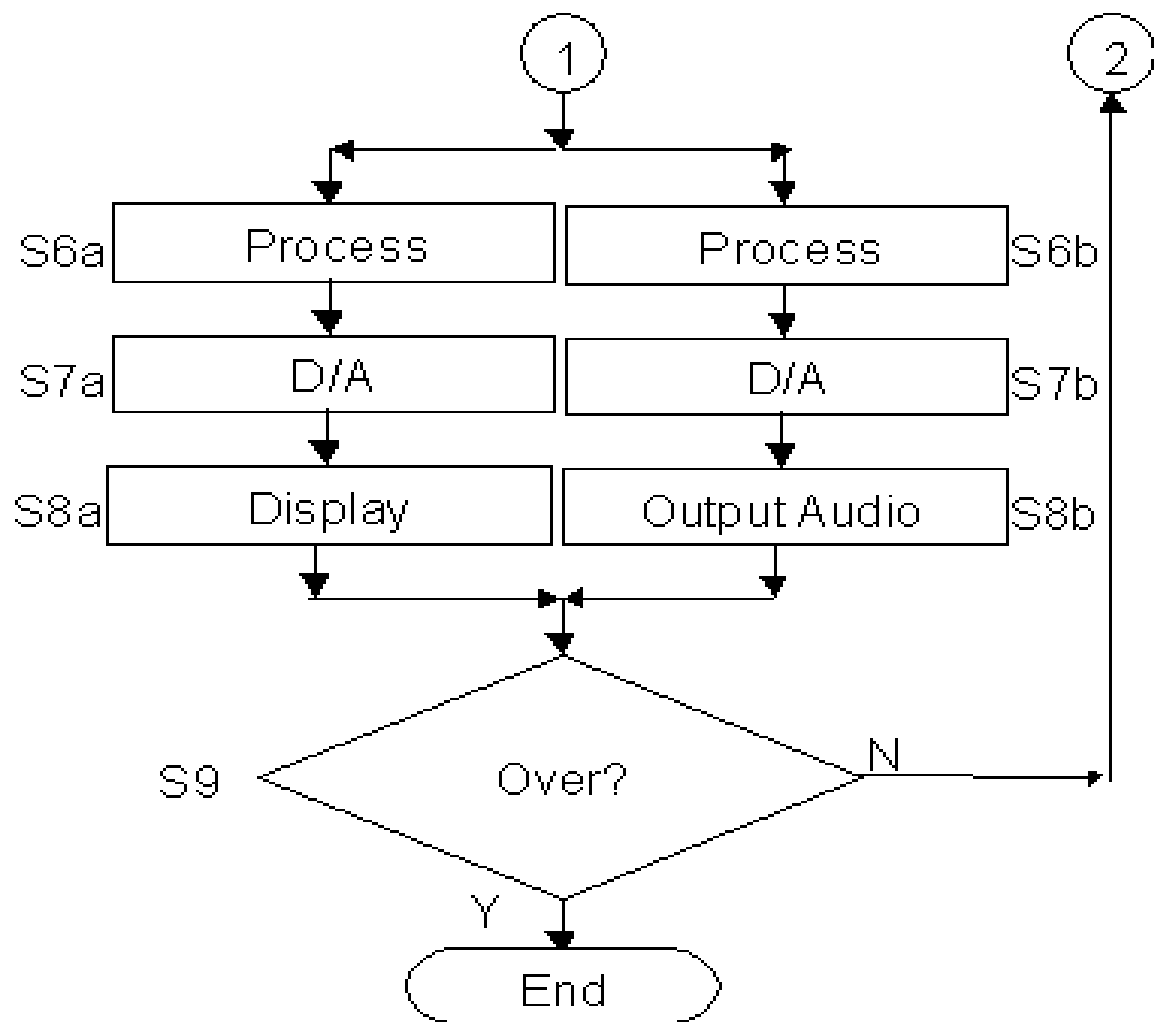 1 2
S6a Process Process S6b
S7a D/A D/A S7b
S8a Display Output Audio S8b
N
S9 Over?
Y
End